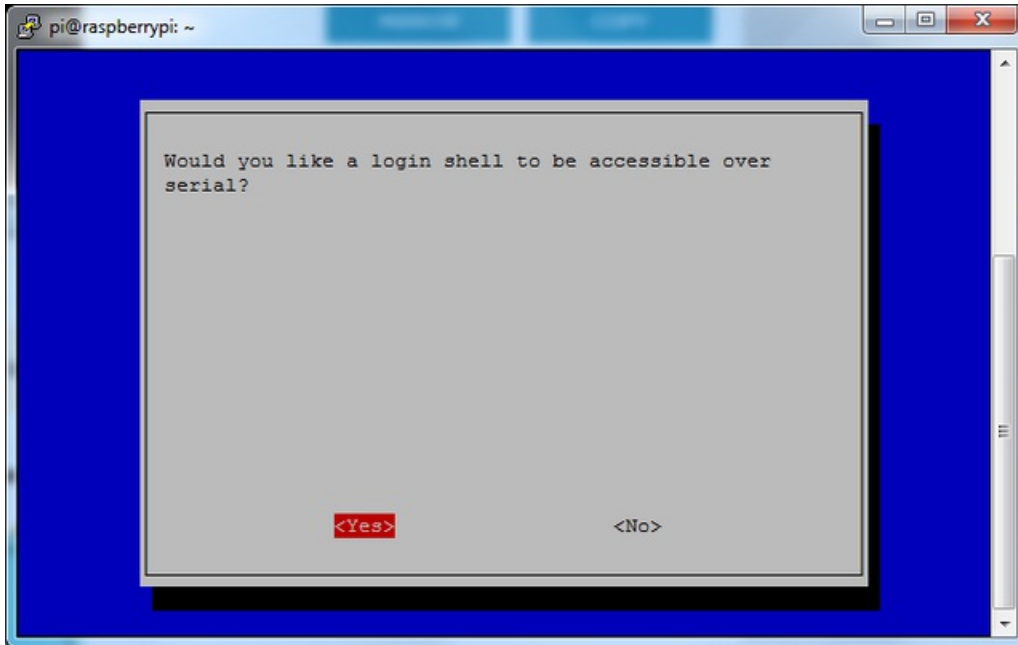 pi@raspberrypi: ~
Would you like a login shell to be accessible over
serial?
<Yes> <No>